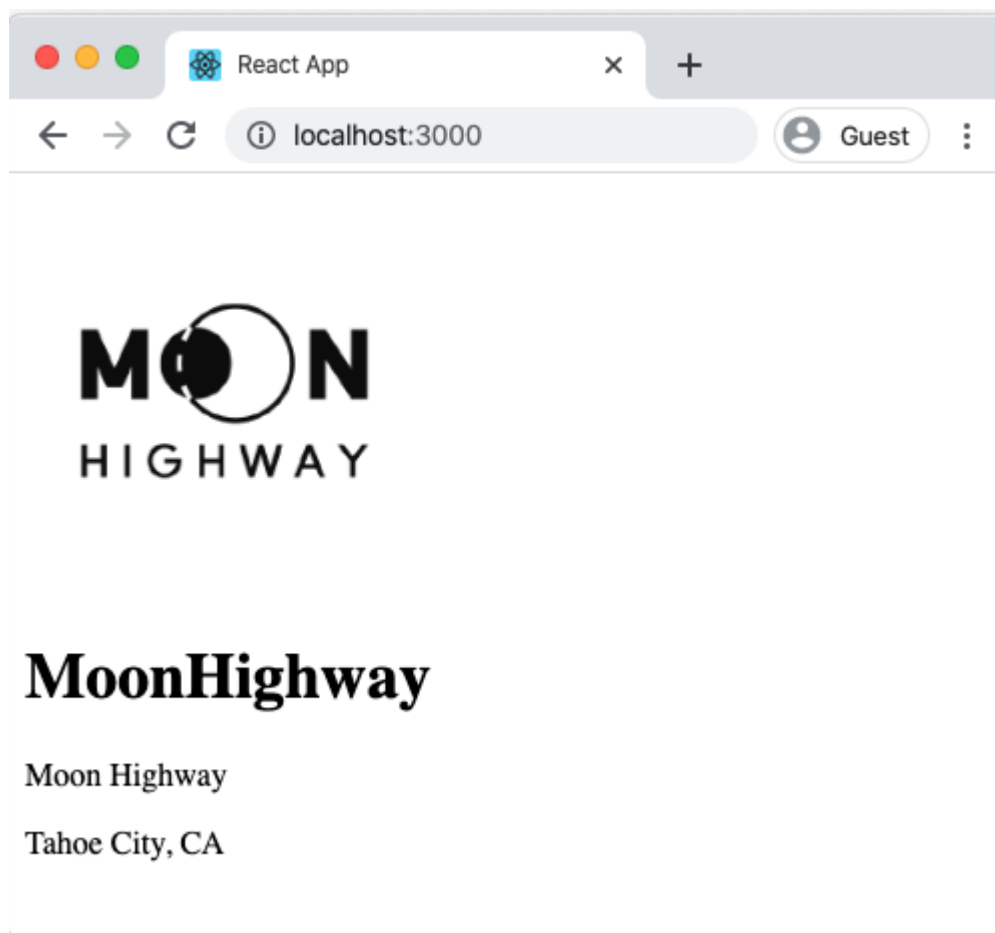 React App
localhost:3000
Guest
MOON
HIGHWAY
MoonHighway
Moon Highway
Tahoe City, CA